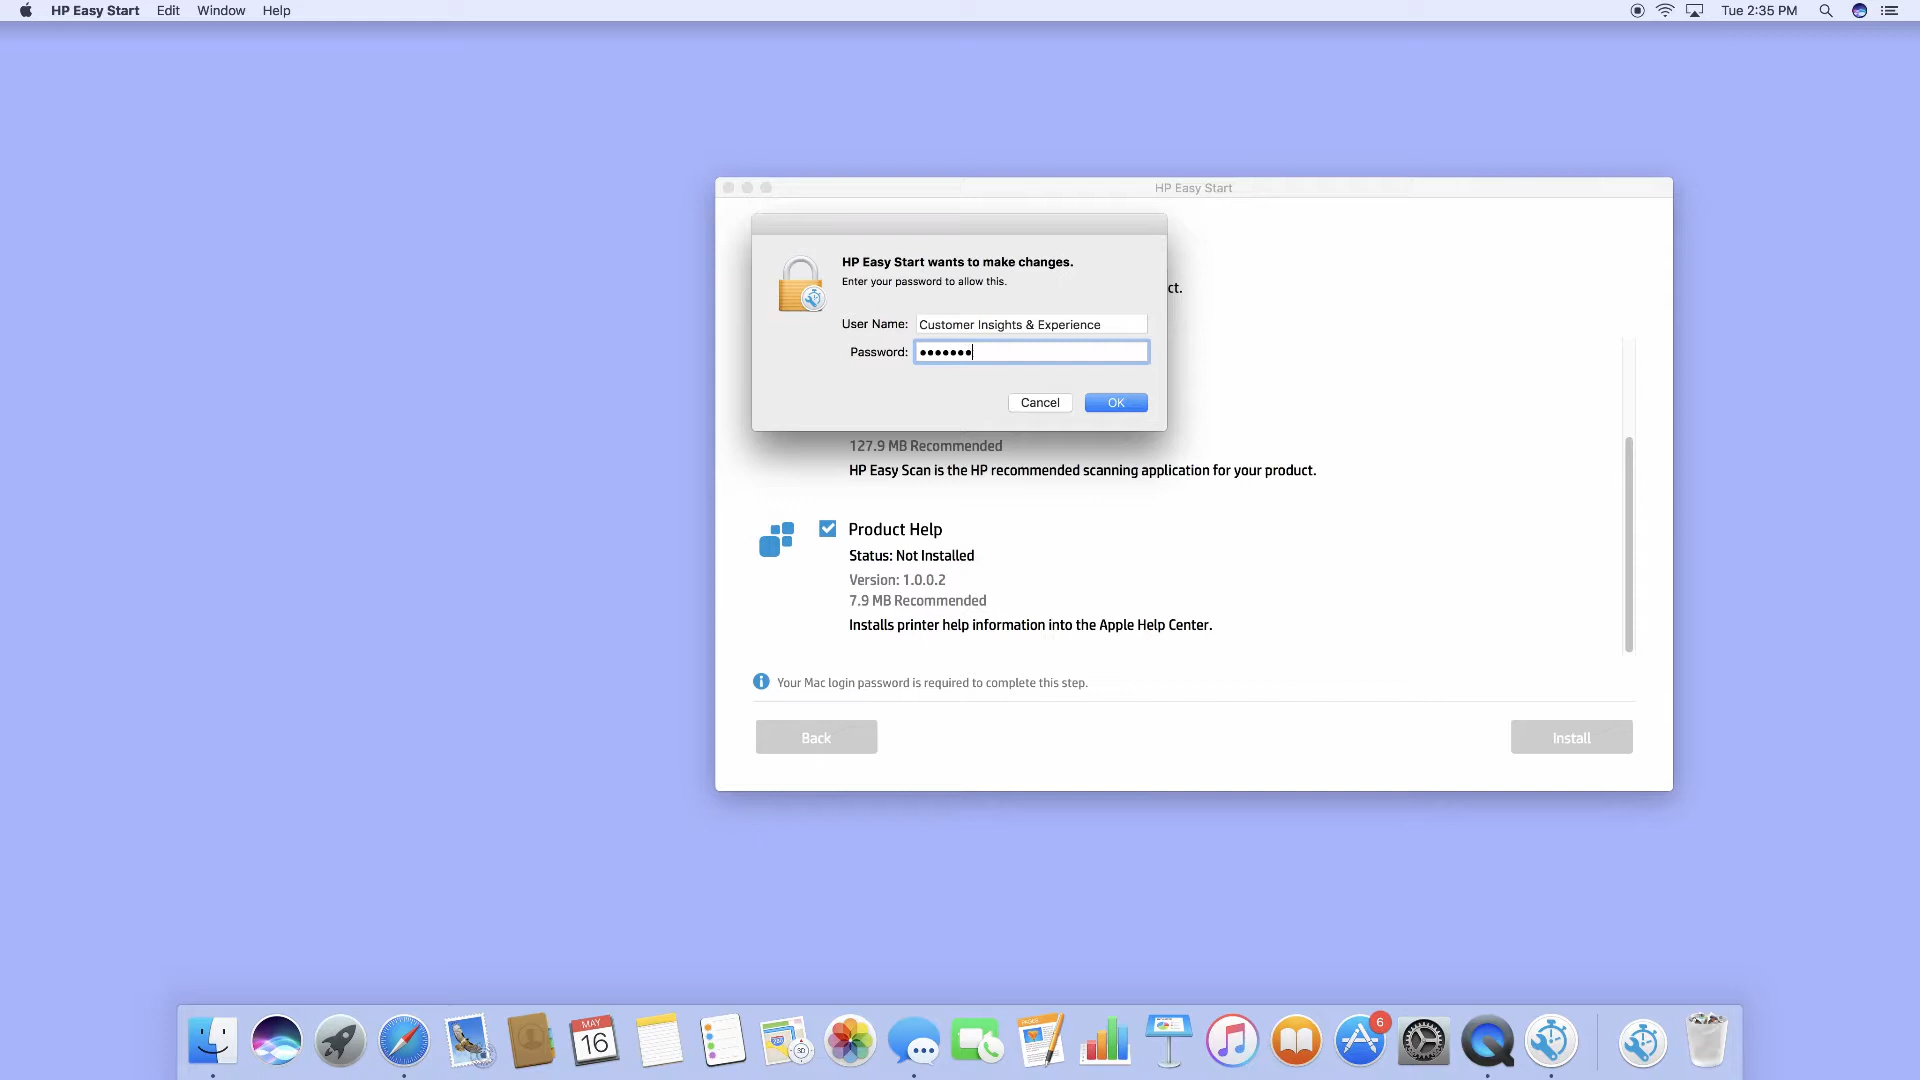 HP Easy Start Edit Window Help
Tue 2:35 PM
HP Easy Start
HP Easy Start wants to make changes.
Enter your password to allow this.
ct.
User Name: Customer Insights & Experience
Password: ●●●●●●●
Cancel OK
127.9 MB Recommended
HP Easy Scan is the HP recommended scanning application for your product.
Product Help
Status: Not Installed
Version: 1.0.0.2
7.9 MB Recommended
Installs printer help information into the Apple Help Center.
Your Mac login password is required to complete this step.
Back Install
MAY
16
280
3D
PAGES
6